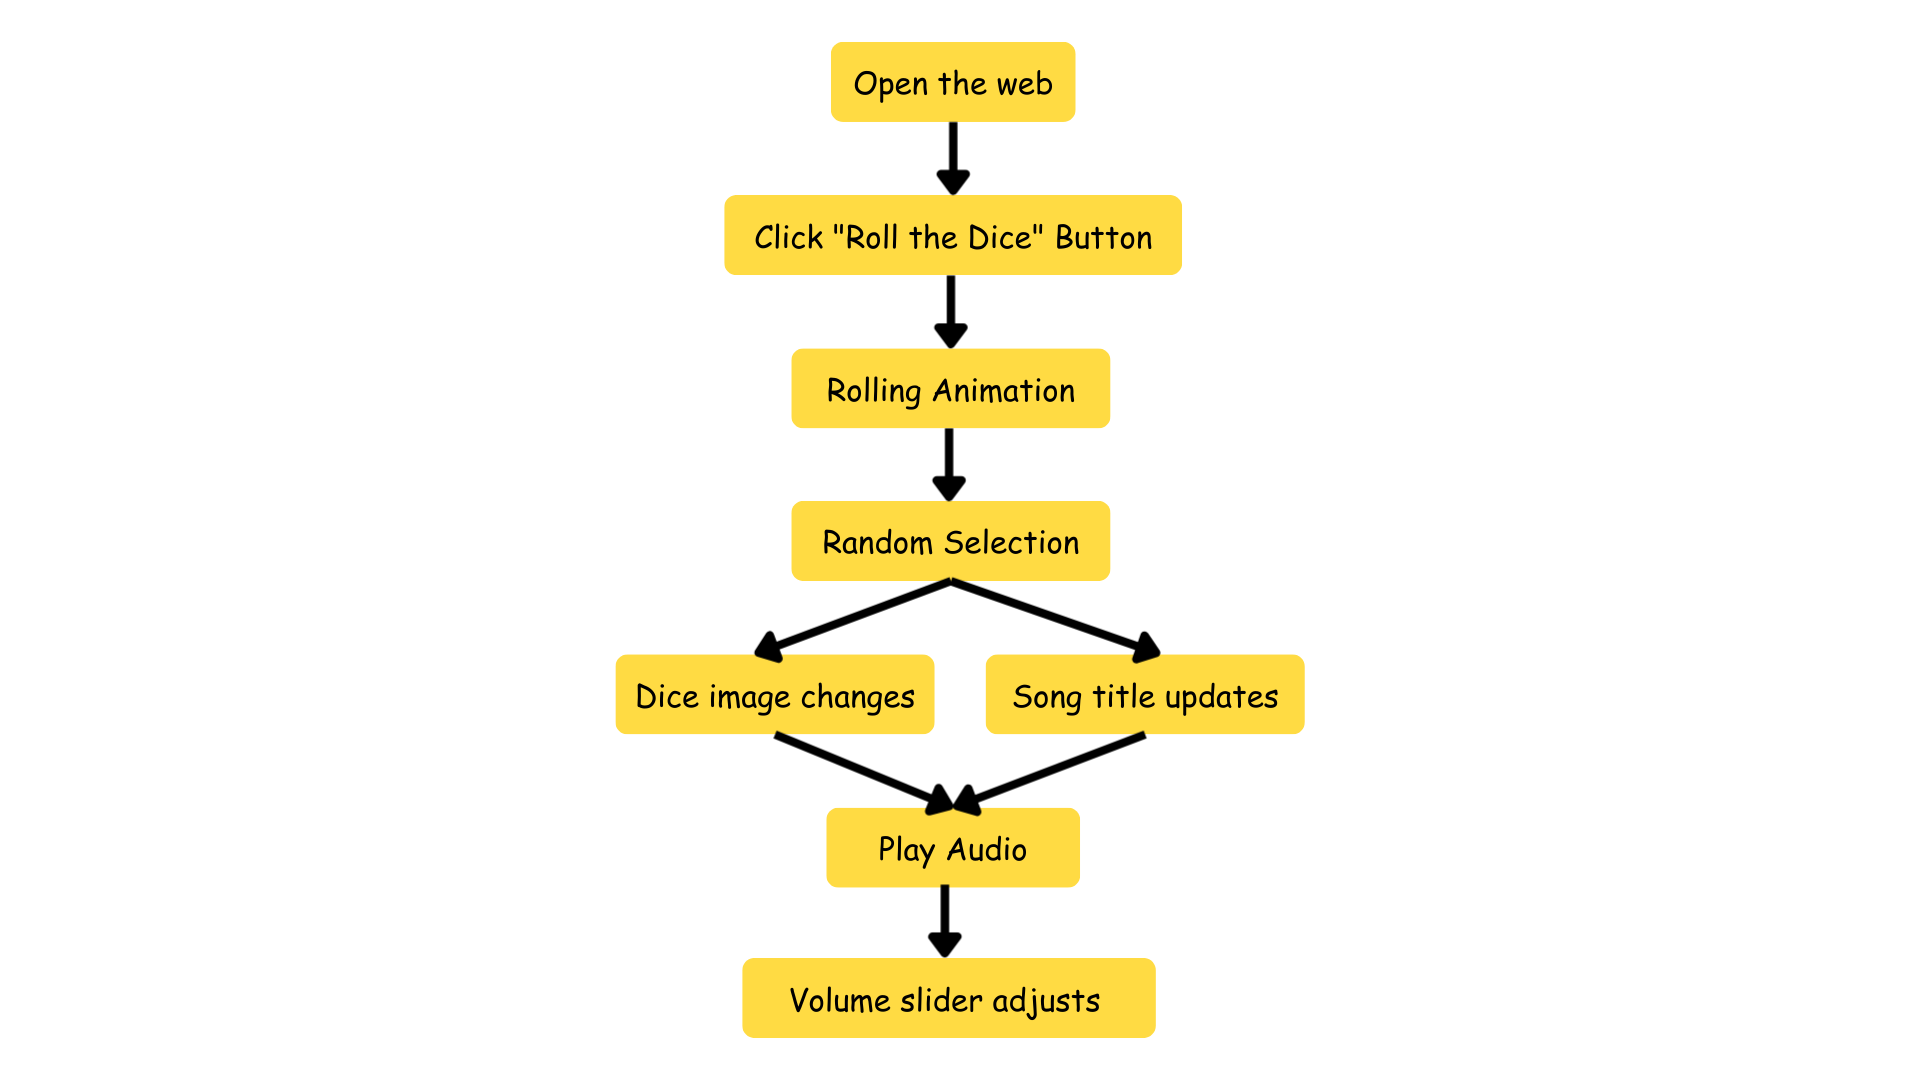 Open the web
Click "Roll the Dice" Button
Rolling Animation
Random Selection
Dice image changes
Song title updates
Play Audio
Volume slider adjusts